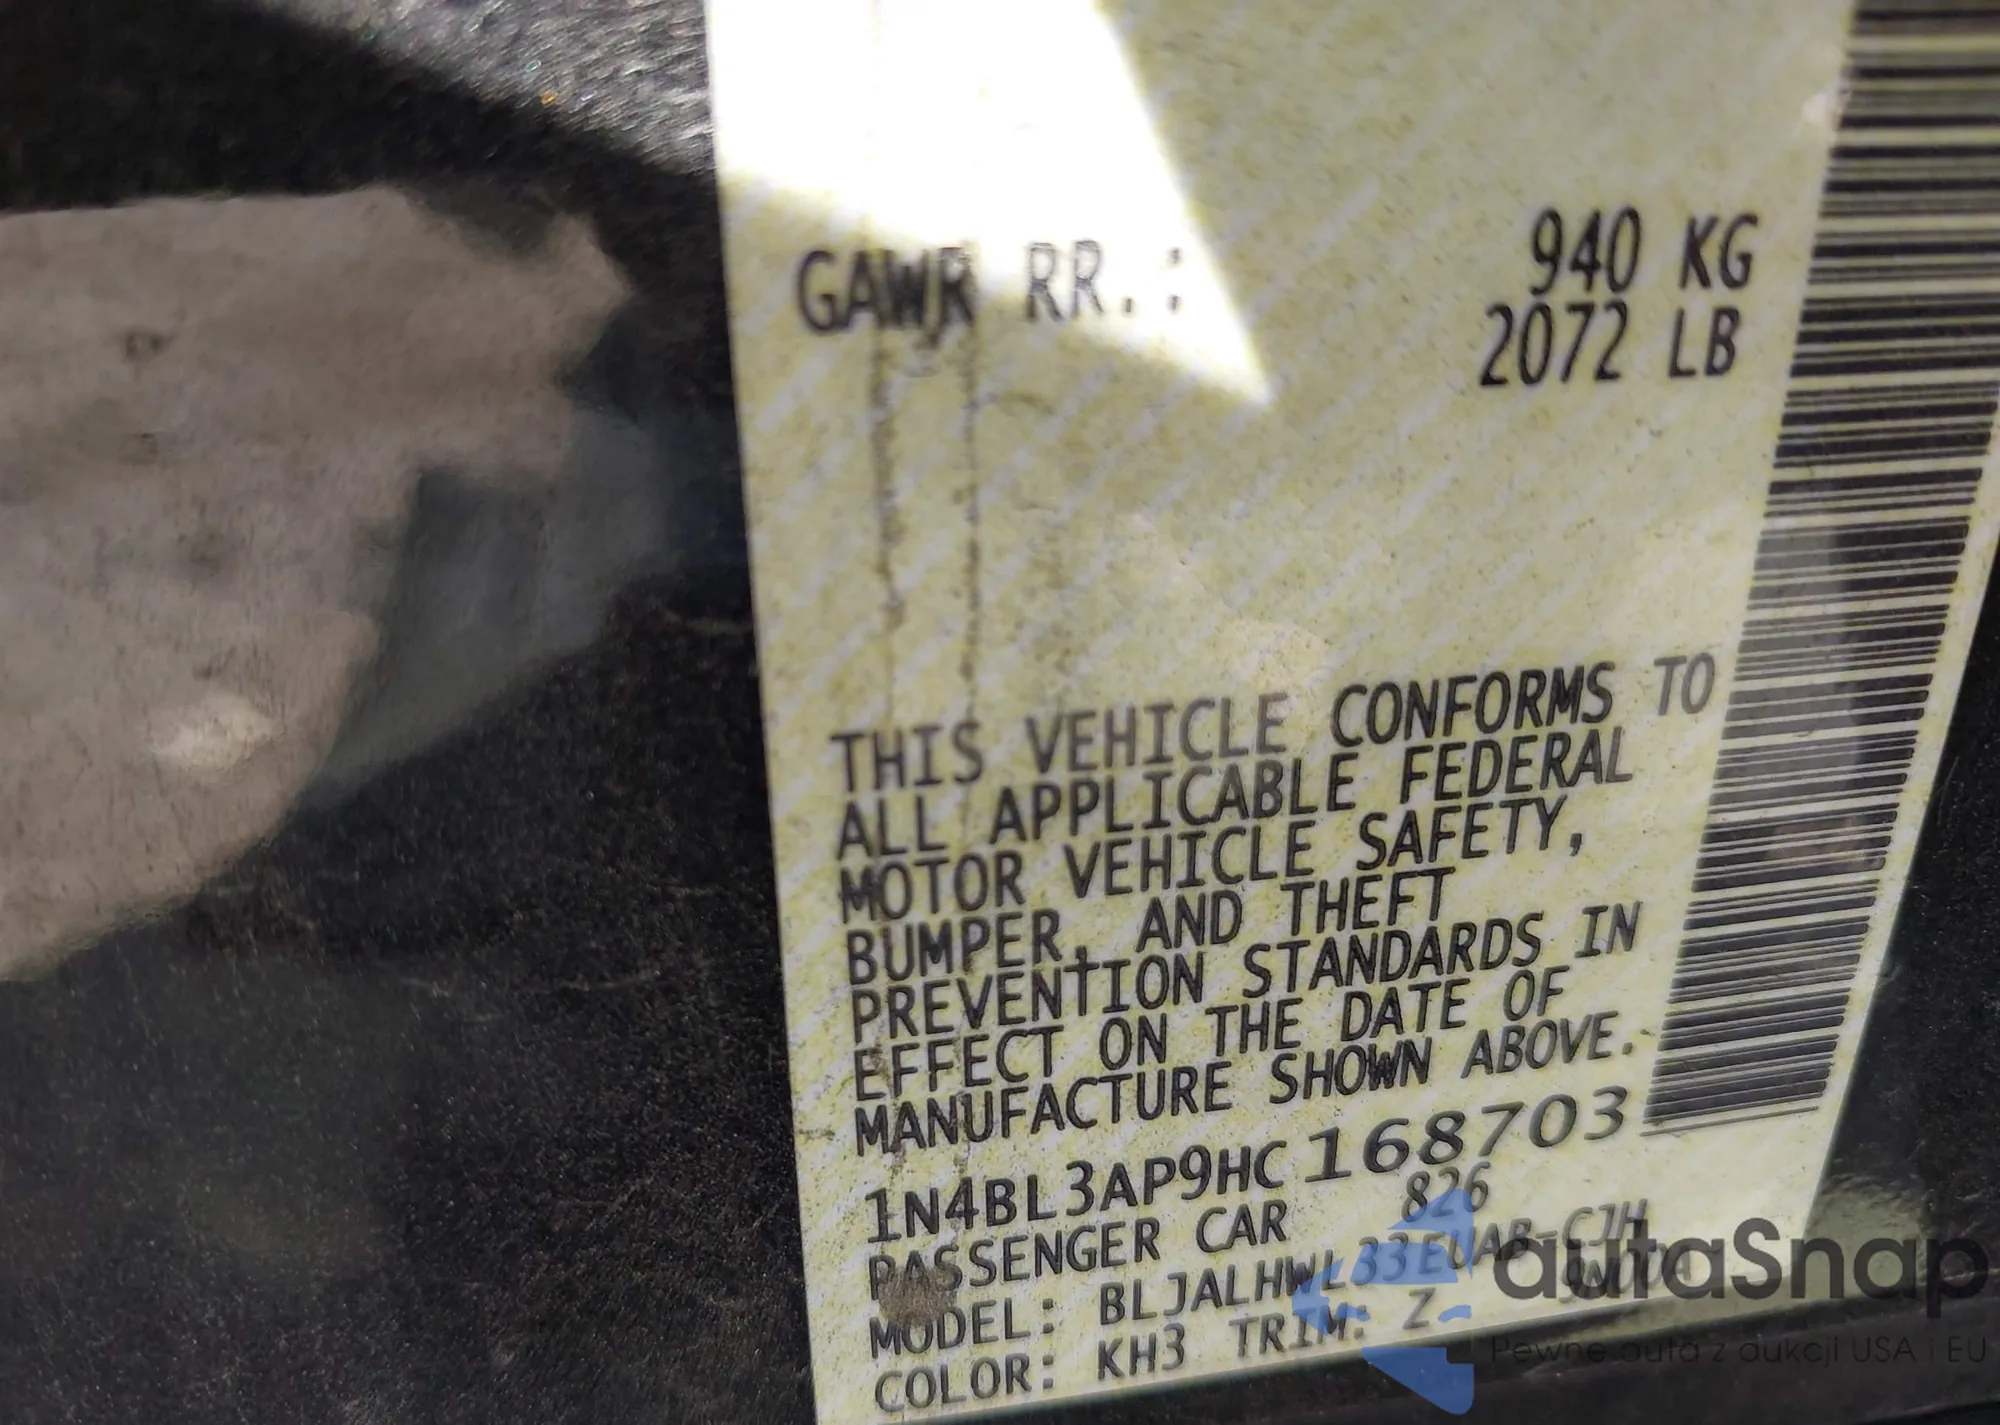 GAWR RR.: 940 KG
2072 LB
THIS VEHICLE CONFORMS TO
ALL APPLICABLE FEDERAL
MOTOR VEHICLE SAFETY,
BUMPER, AND THEFT
PREVENTION STANDARDS IN
EFFECT ON THE DATE OF
MANUFACTURE SHOWN ABOVE.
1N4BL3AP9HC168703
PASSENGER CAR 826
MODEL: BLJALHWL33EUAB-CJH
COLOR: KH3 TRIM: Z
autaSnap
Pewne auta z aukcji USA i EU